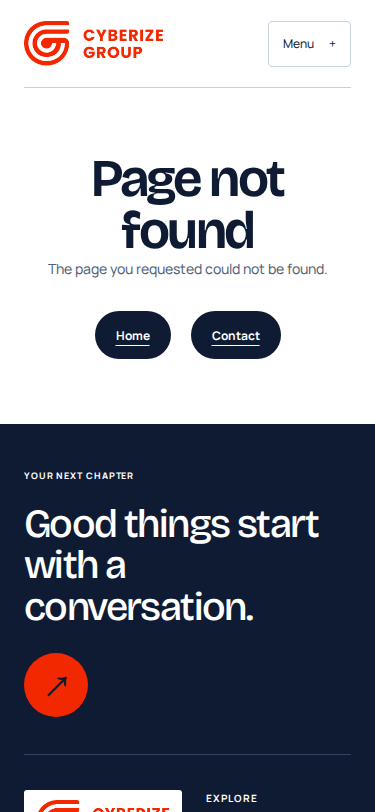 CYBERIZE
GROUP
Menu +
Page not
found
The page you requested could not be found.
Home
Contact
YOUR NEXT CHAPTER
Good things start
with a
conversation.
EXPLORE